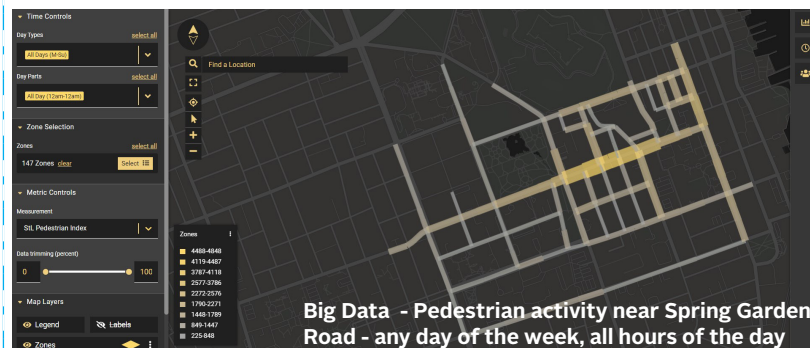 Time Controls
Day Types select all
All Days (M-Su)
Day Parts select all
All Day (12am-12am)
Zone Selection
Zones select all
147 Zones clear Select
Metric Controls
Measurement
StL Pedestrian Index
Data trimming (percent)
0 100
Map Layers
Legend Labels
Zones
Find a Location
Zones
4488-4848
4119-4487
3787-4118
2577-3786
2272-2576
1790-2271
1448-1789
849-1447
225-848
Big Data - Pedestrian activity near Spring Garden
Road - any day of the week, all hours of the day